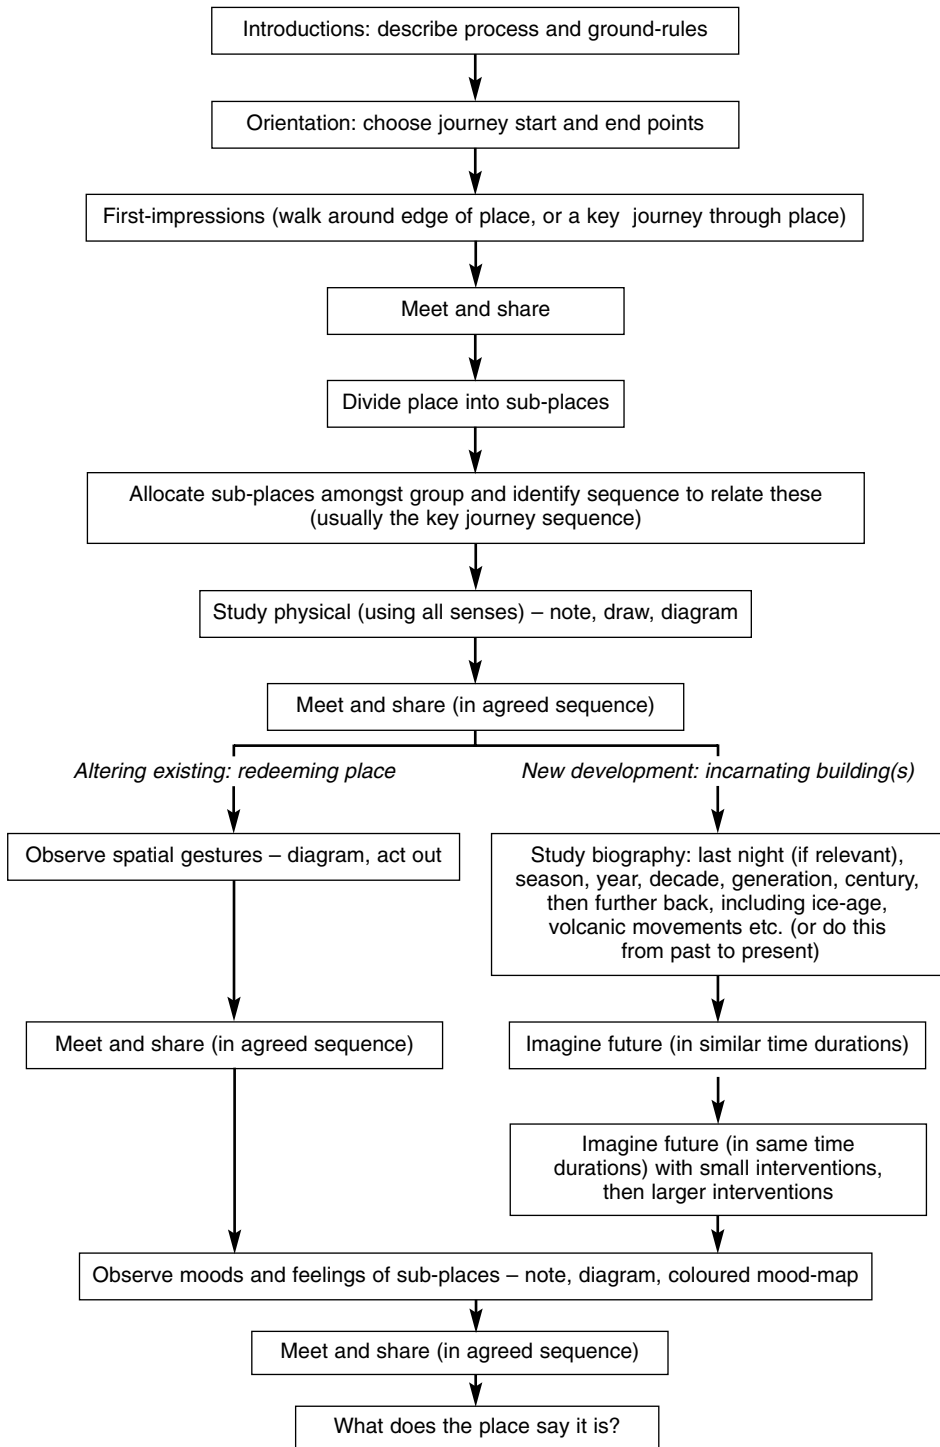 Introductions: describe process and ground-rules
Orientation: choose journey start and end points
First-impressions (walk around edge of place, or a key journey through place)
Meet and share
Divide place into sub-places
Allocate sub-places amongst group and identify sequence to relate these
(usually the key journey sequence)
Study physical (using all senses) – note, draw, diagram
Meet and share (in agreed sequence)
Altering existing: redeeming place
Observe spatial gestures – diagram, act out
Meet and share (in agreed sequence)
New development: incarnating building(s)
Study biography: last night (if relevant),
season, year, decade, generation, century,
then further back, including ice-age,
volcanic movements etc. (or do this
from past to present)
Imagine future (in similar time durations)
Imagine future (in same time
durations) with small interventions,
then larger interventions
Observe moods and feelings of sub-places – note, diagram, coloured mood-map
Meet and share (in agreed sequence)
What does the place say it is?